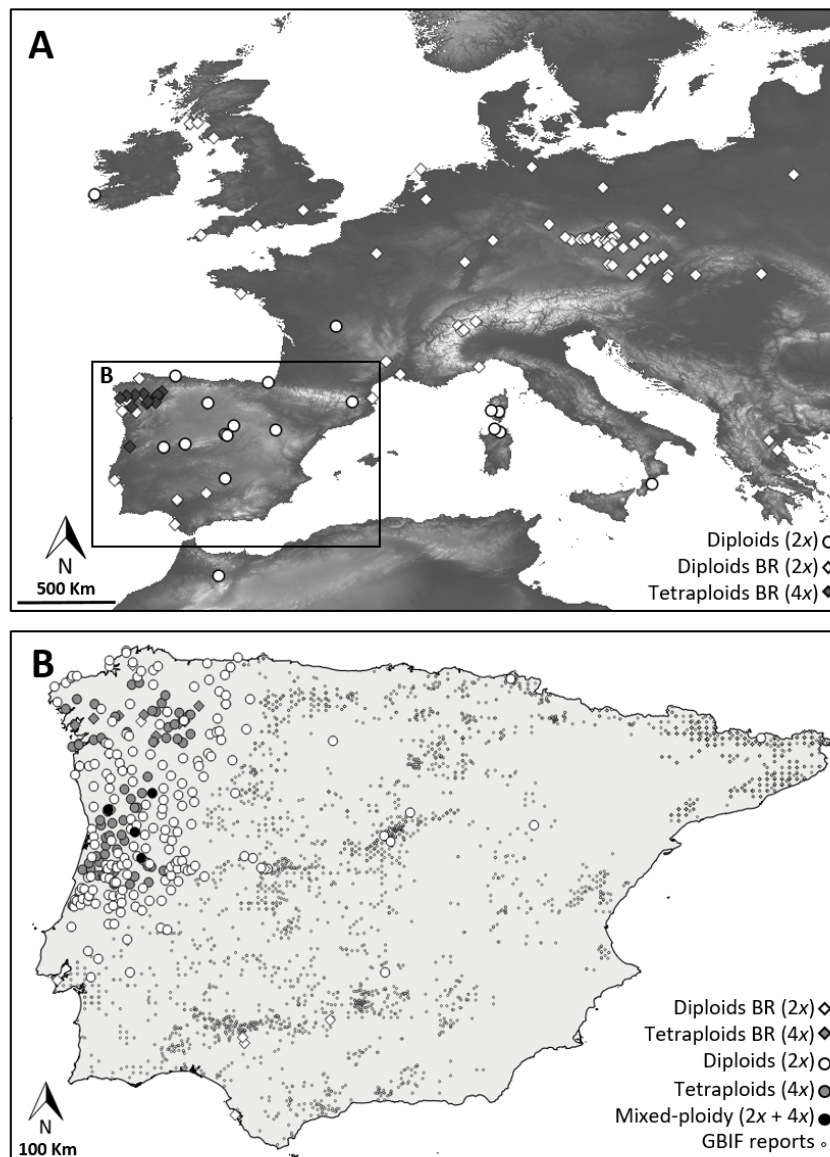 A
B
N
500 Km
Diploids (2x)
Diploids BR (2x)
Tetraploids BR (4x)
B
N
100 Km
Diploids BR (2x)
Tetraploids BR (4x)
Diploids (2x)
Tetraploids (4x)
Mixed-ploidy (2x + 4x)
GBIF reports